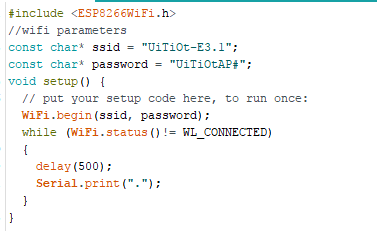 #include <ESP8266WiFi.h>
//wifi parameters
const char* ssid = "UiTiOt-E3.1";
const char* password = "UiTiOtAP#";
void setup() {
  // put your setup code here, to run once:
  WiFi.begin(ssid, password);
  while (WiFi.status()!= WL_CONNECTED)
  {
    delay(500);
    Serial.print(".");
  }
}